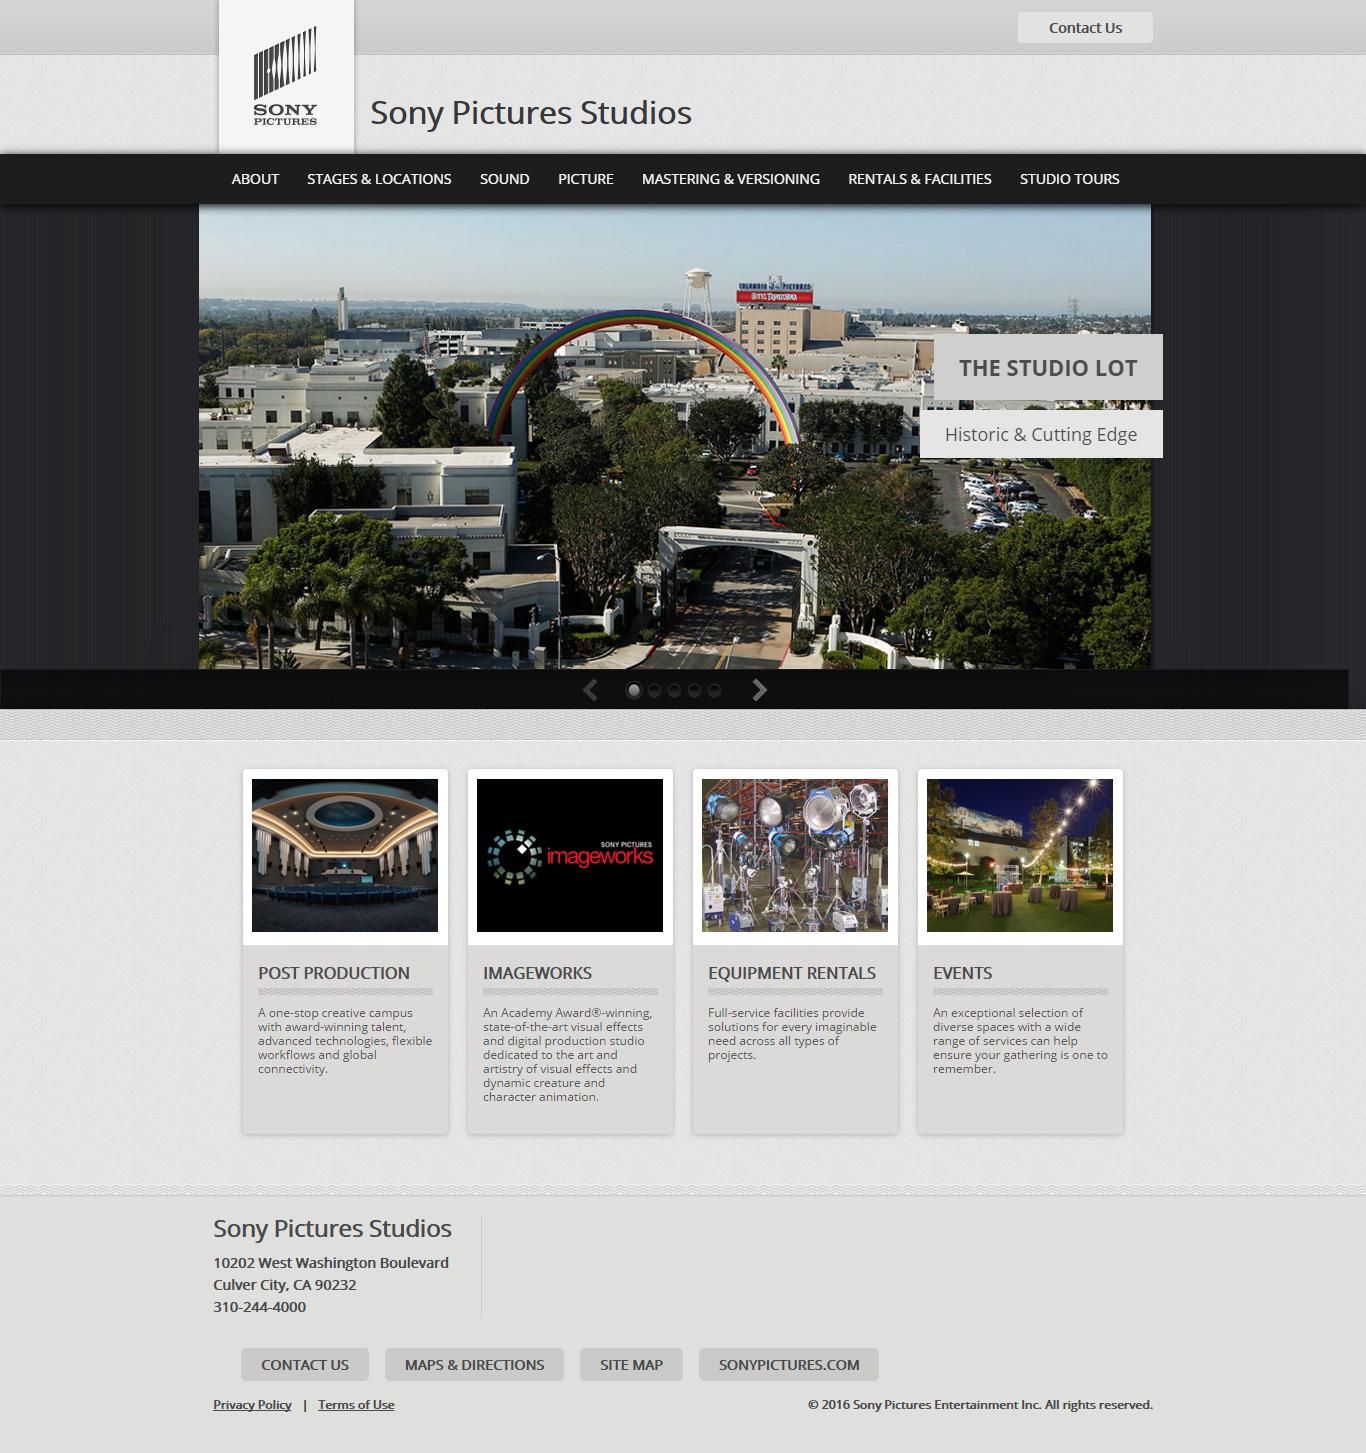 Contact Us
SONY
PICTURES
Sony Pictures Studios
ABOUT
STAGES & LOCATIONS
SOUND
PICTURE
MASTERING & VERSIONING
RENTALS & FACILITIES
STUDIO TOURS
COLUMBIA PICTURES
HOTEL TRANSYLVANIA
THE STUDIO LOT
Historic & Cutting Edge
SONY PICTURES
imageworks
POST PRODUCTION
A one-stop creative campus
with award-winning talent,
advanced technologies, flexible
workflows and global
connectivity.
IMAGEWORKS
An Academy Award®-winning,
state-of-the-art visual effects
and digital production studio
dedicated to the art and
artistry of visual effects and
dynamic creature and
character animation.
EQUIPMENT RENTALS
Full-service facilities provide
solutions for every imaginable
need across all types of
projects.
EVENTS
An exceptional selection of
diverse spaces with a wide
range of services can help
ensure your gathering is one to
remember.
Sony Pictures Studios
10202 West Washington Boulevard
Culver City, CA 90232
310-244-4000
CONTACT US
MAPS & DIRECTIONS
SITE MAP
SONYPICTURES.COM
Privacy Policy | Terms of Use
© 2016 Sony Pictures Entertainment Inc. All rights reserved.